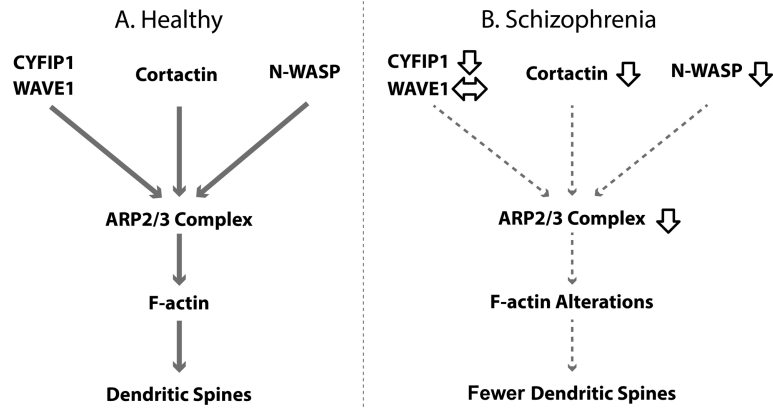 A. Healthy
CYFIP1
WAVE1
Cortactin
N-WASP
ARP2/3 Complex
F-actin
Dendritic Spines
B. Schizophrenia
CYFIP1
WAVE1
Cortactin
N-WASP
ARP2/3 Complex
F-actin Alterations
Fewer Dendritic Spines